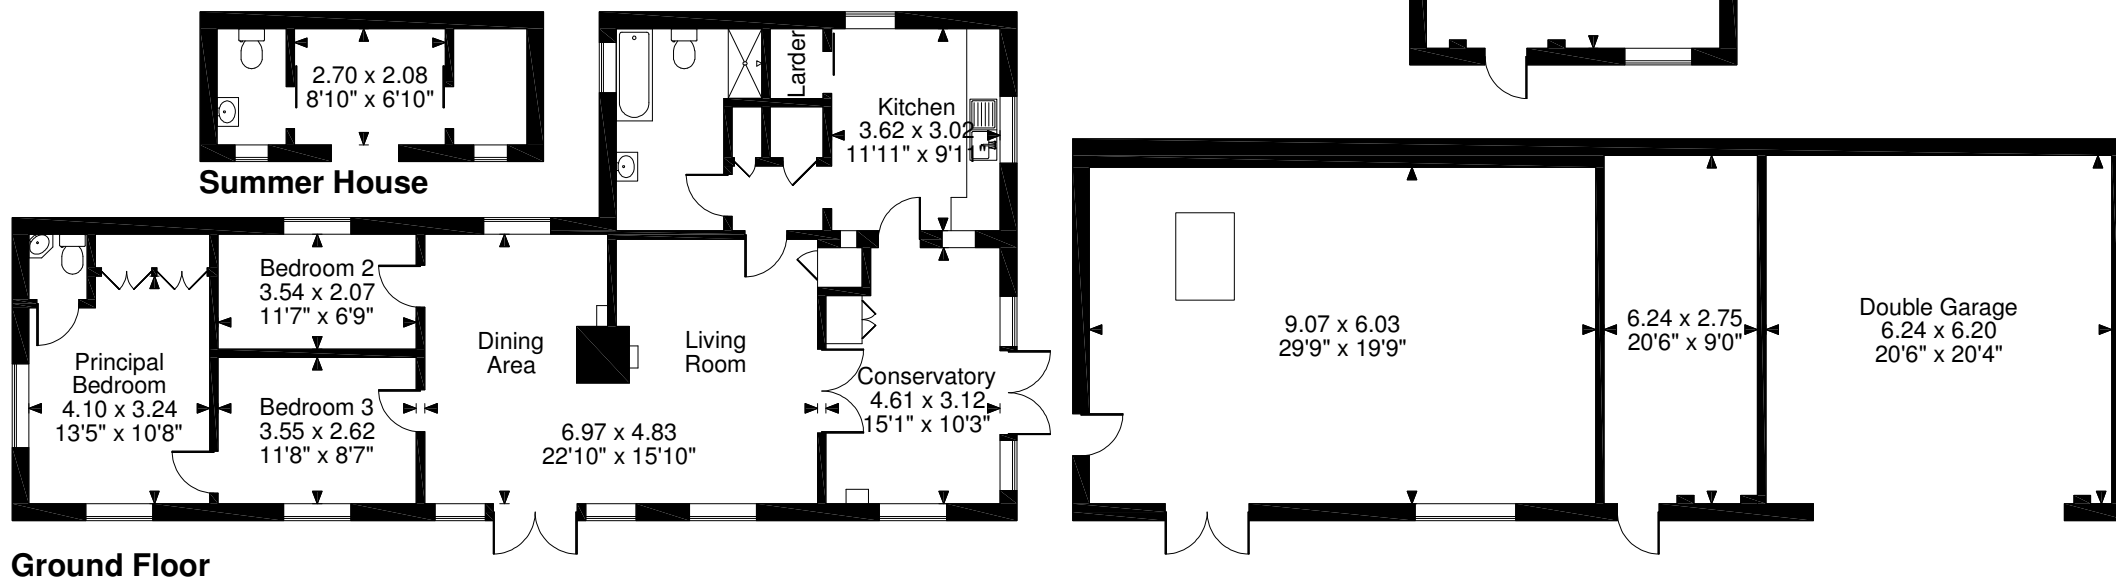 2.70 x 2.08
8'10" x 6'10"
Summer House
Larder
Kitchen
3.62 x 3.02
11'11" x 9'11"
Bedroom 2
3.54 x 2.07
11'7" x 6'9"
Principal
Bedroom
4.10 x 3.24
13'5" x 10'8"
Bedroom 3
3.55 x 2.62
11'8" x 8'7"
Dining
Area
Living
Room
6.97 x 4.83
22'10" x 15'10"
Conservatory
4.61 x 3.12
15'1" x 10'3"
9.07 x 6.03
29'9" x 19'9"
6.24 x 2.75
20'6" x 9'0"
Double Garage
6.24 x 6.20
20'6" x 20'4"
Ground Floor